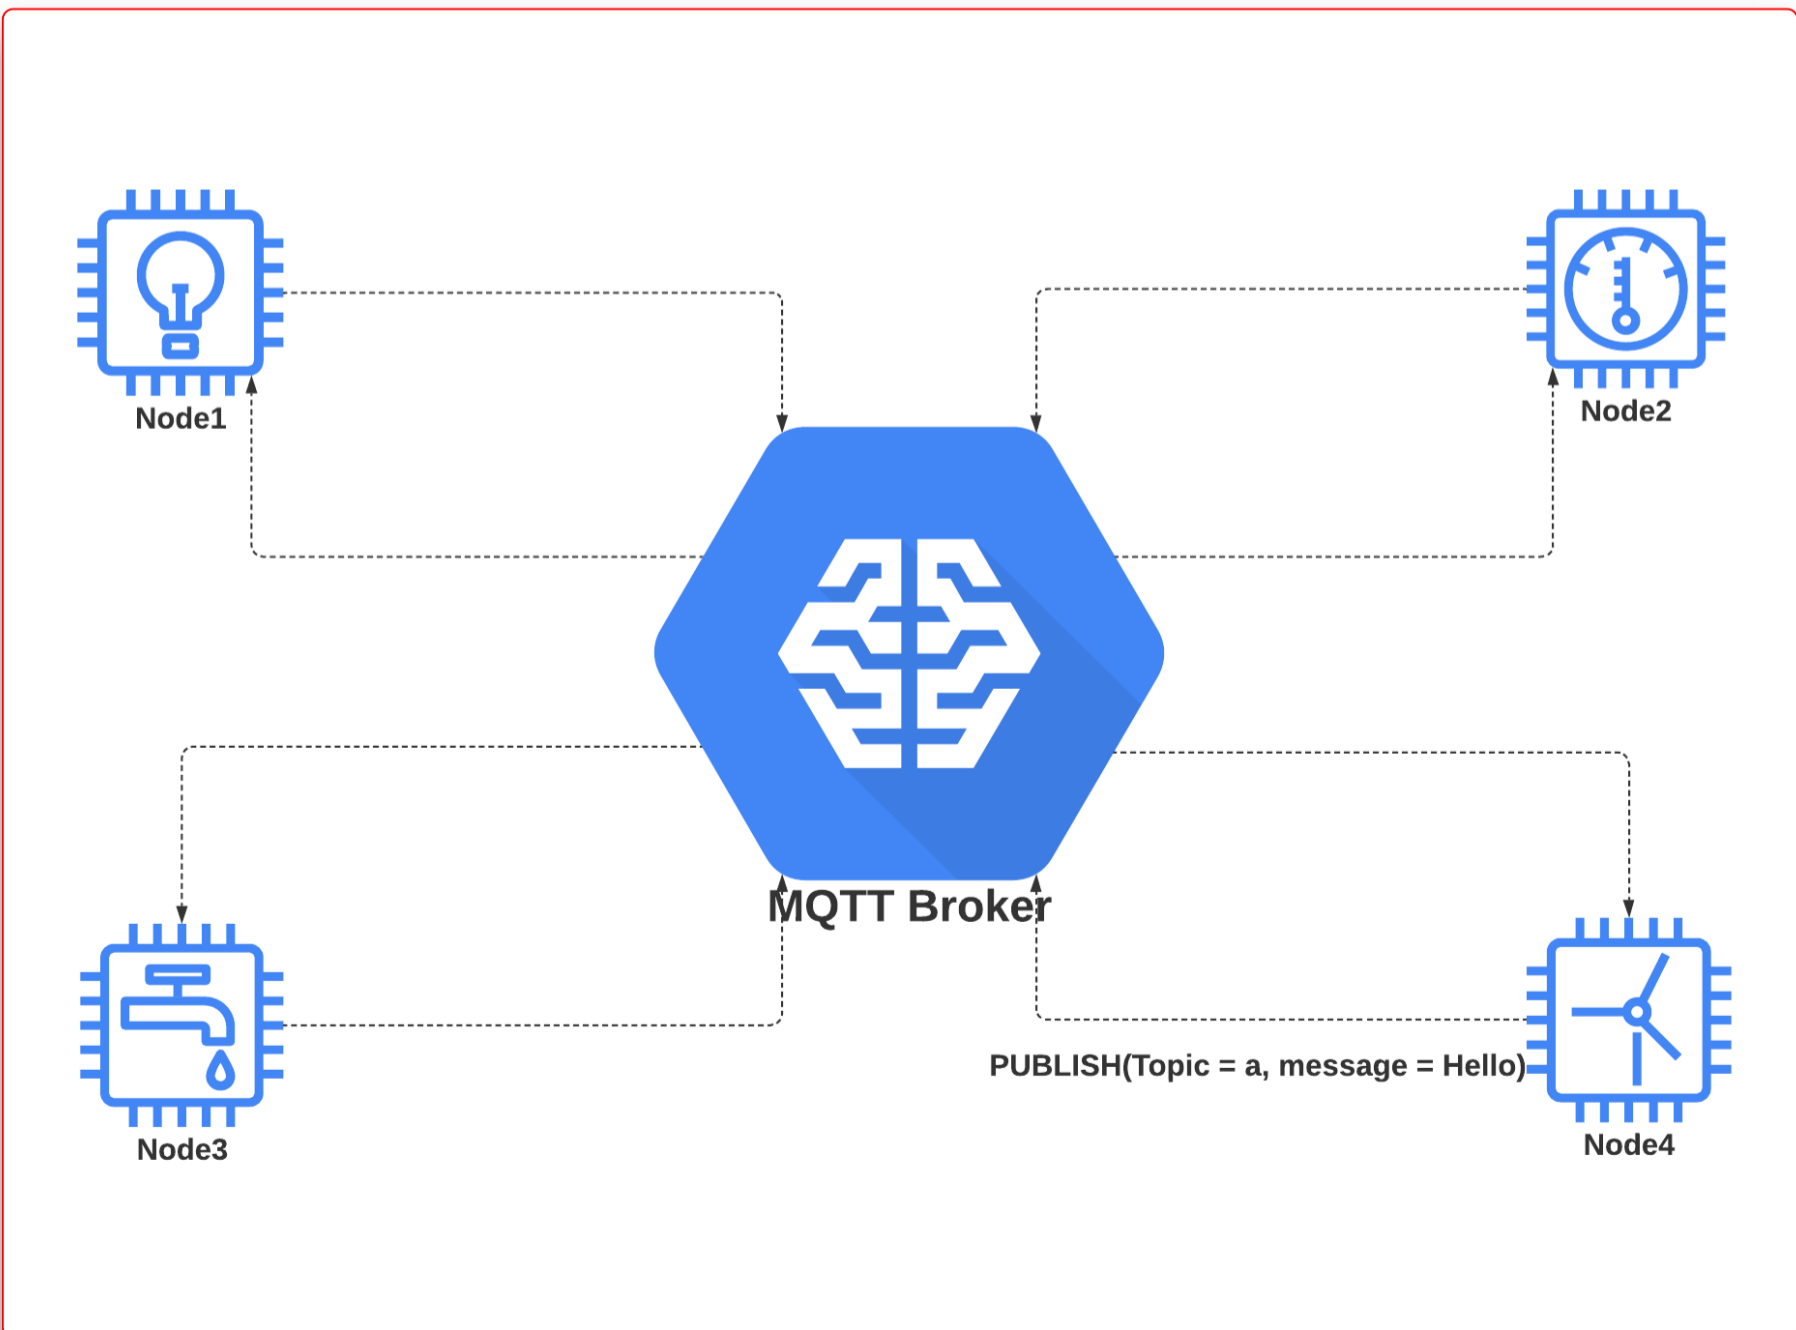 Node1
Node2
MQTT Broker
PUBLISH(Topic = a, message = Hello)
Node3
Node4